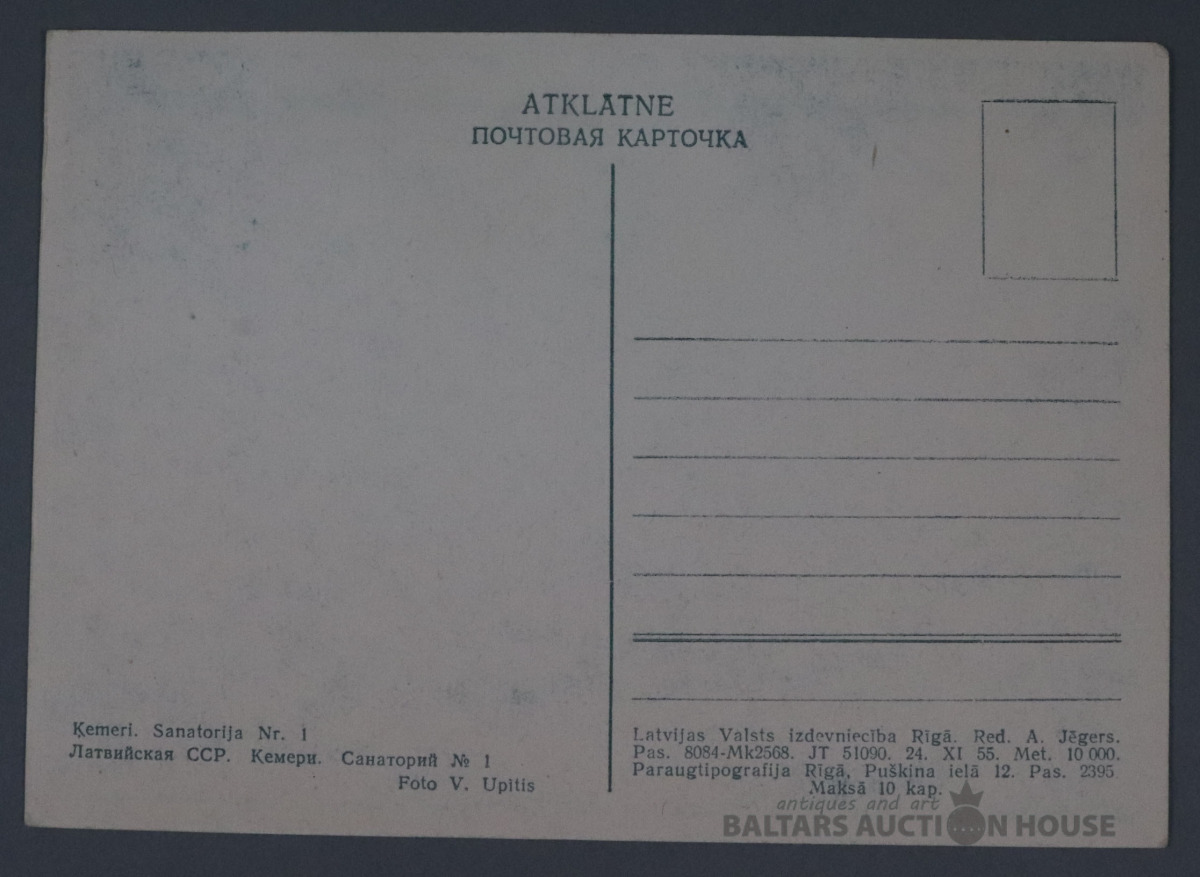 ATKLĀTNE
ПОЧТОВАЯ КАРТОЧКА
Ķemeri. Sanatorija Nr. 1
Латвийская ССР. Кемери. Санаторий № 1
Foto V. Upītis
Latvijas Valsts izdevniecība Rīgā. Red. A. Jēgers.
Pas. 8084-Mk2568. JT 51090. 24. XI 55. Met. 10 000.
Paraugtipografija Rīgā, Puškina ielā 12. Pas. 2395
Maksā 10 kap.
antiques and art
BALTARS AUCTION HOUSE